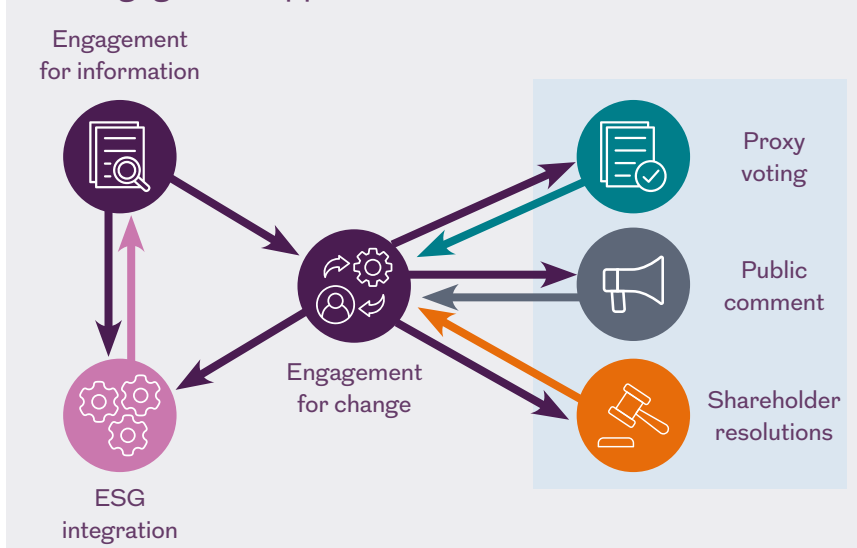 Engagement
for information
Proxy
voting
Public
comment
Engagement
for change
Shareholder
resolutions
ESG
integration